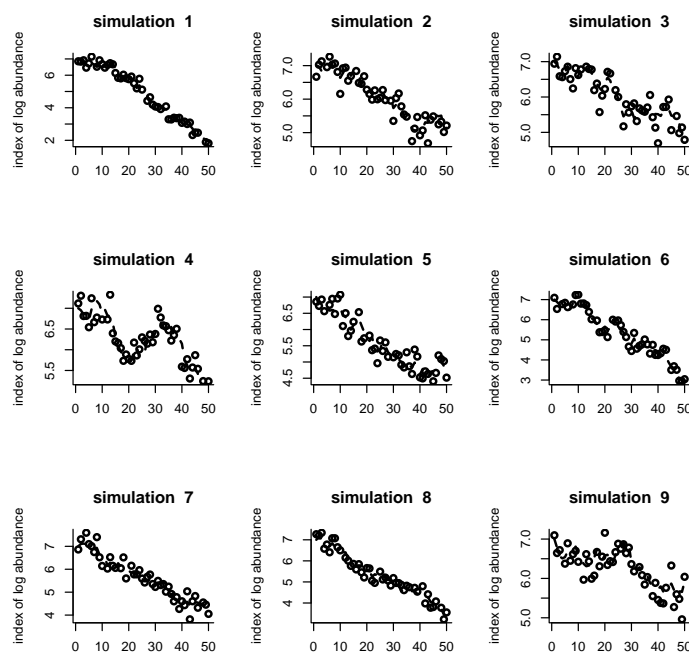 simulation 1
simulation 2
simulation 3
index of log abundance
2 4 6
0 10 20 30 40 50
index of log abundance
5.0 6.0 7.0
0 10 20 30 40 50
index of log abundance
5.0 6.0 7.0
0 10 20 30 40 50
simulation 4
simulation 5
simulation 6
index of log abundance
5.5 6.5
0 10 20 30 40 50
index of log abundance
4.5 5.5 6.5
0 10 20 30 40 50
index of log abundance
3 4 5 6 7
0 10 20 30 40 50
simulation 7
simulation 8
simulation 9
index of log abundance
4 5 6 7
0 10 20 30 40 50
index of log abundance
4 5 6 7
0 10 20 30 40 50
index of log abundance
5.0 6.0 7.0
0 10 20 30 40 50